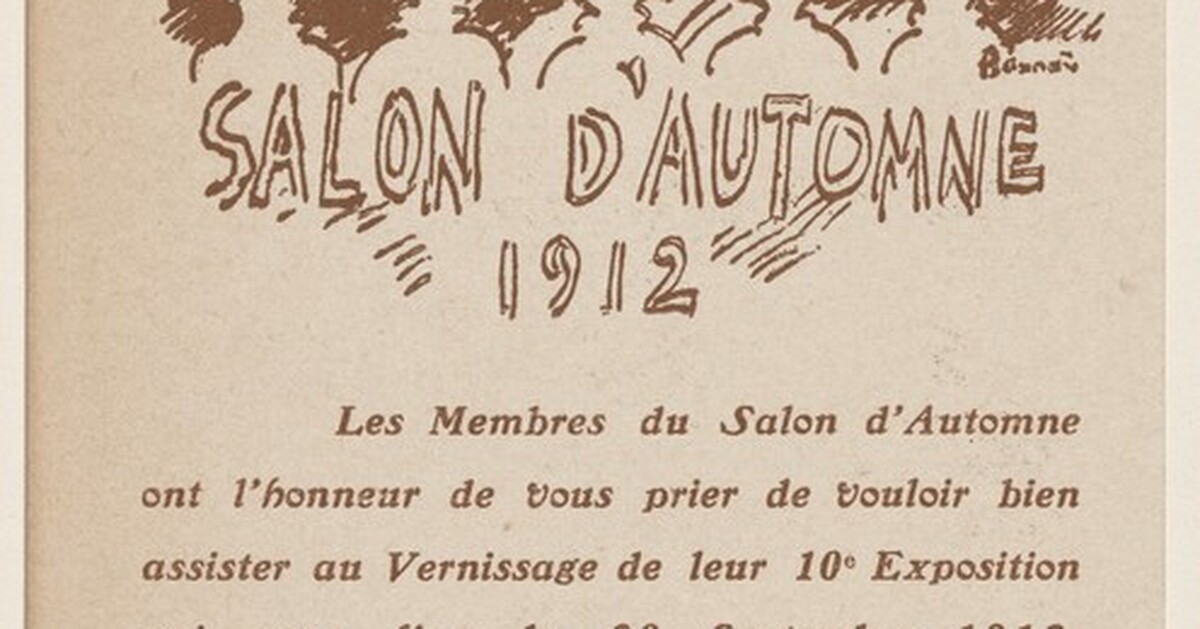 Bonnard
SALON D'AUTOMNE
1912
Les Membres du Salon d'Automne
ont l'honneur de vous prier de vouloir bien
assister au Vernissage de leur 10e Exposition